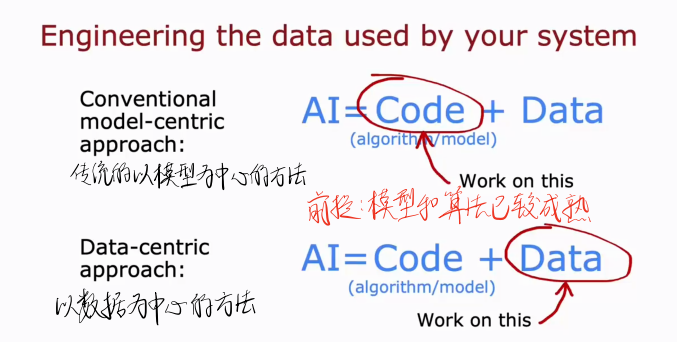 Engineering the data used by your system
Conventional
model-centric
approach:
AI=Code + Data
(algorithm/model)
传统的以模型为中心的方法
Work on this
前提:模型和算法已较成熟
Data-centric
approach:
AI=Code + Data
(algorithm/model)
以数据为中心的方法
Work on this